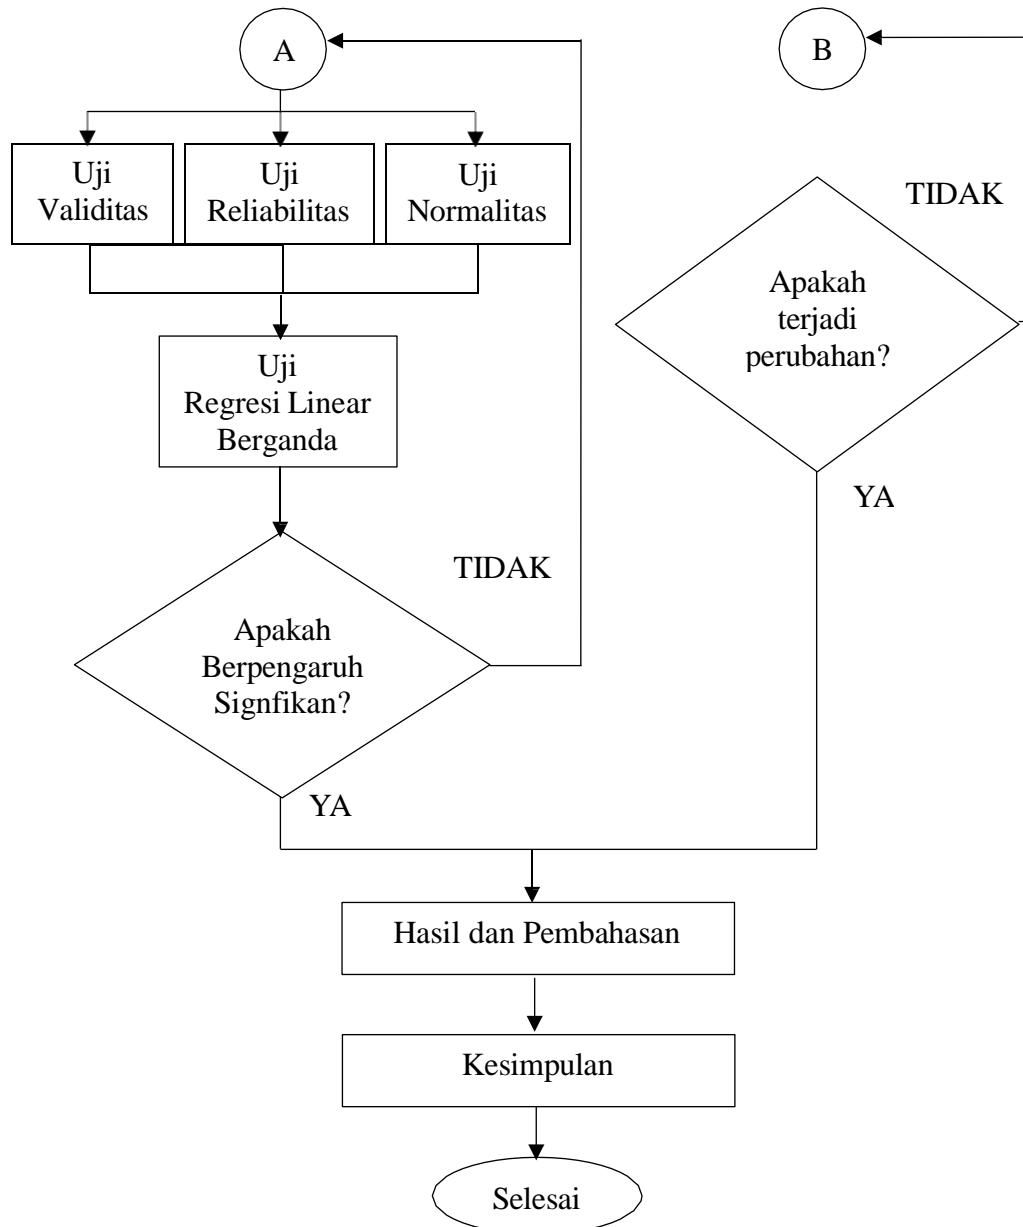 A
B
Uji
Validitas
Uji
Reliabilitas
Uji
Normalitas
TIDAK
Apakah
terjadi
perubahan?
Uji
Regresi Linear
Berganda
YA
TIDAK
Apakah
Berpengaruh
Signfikan?
YA
Hasil dan Pembahasan
Kesimpulan
Selesai